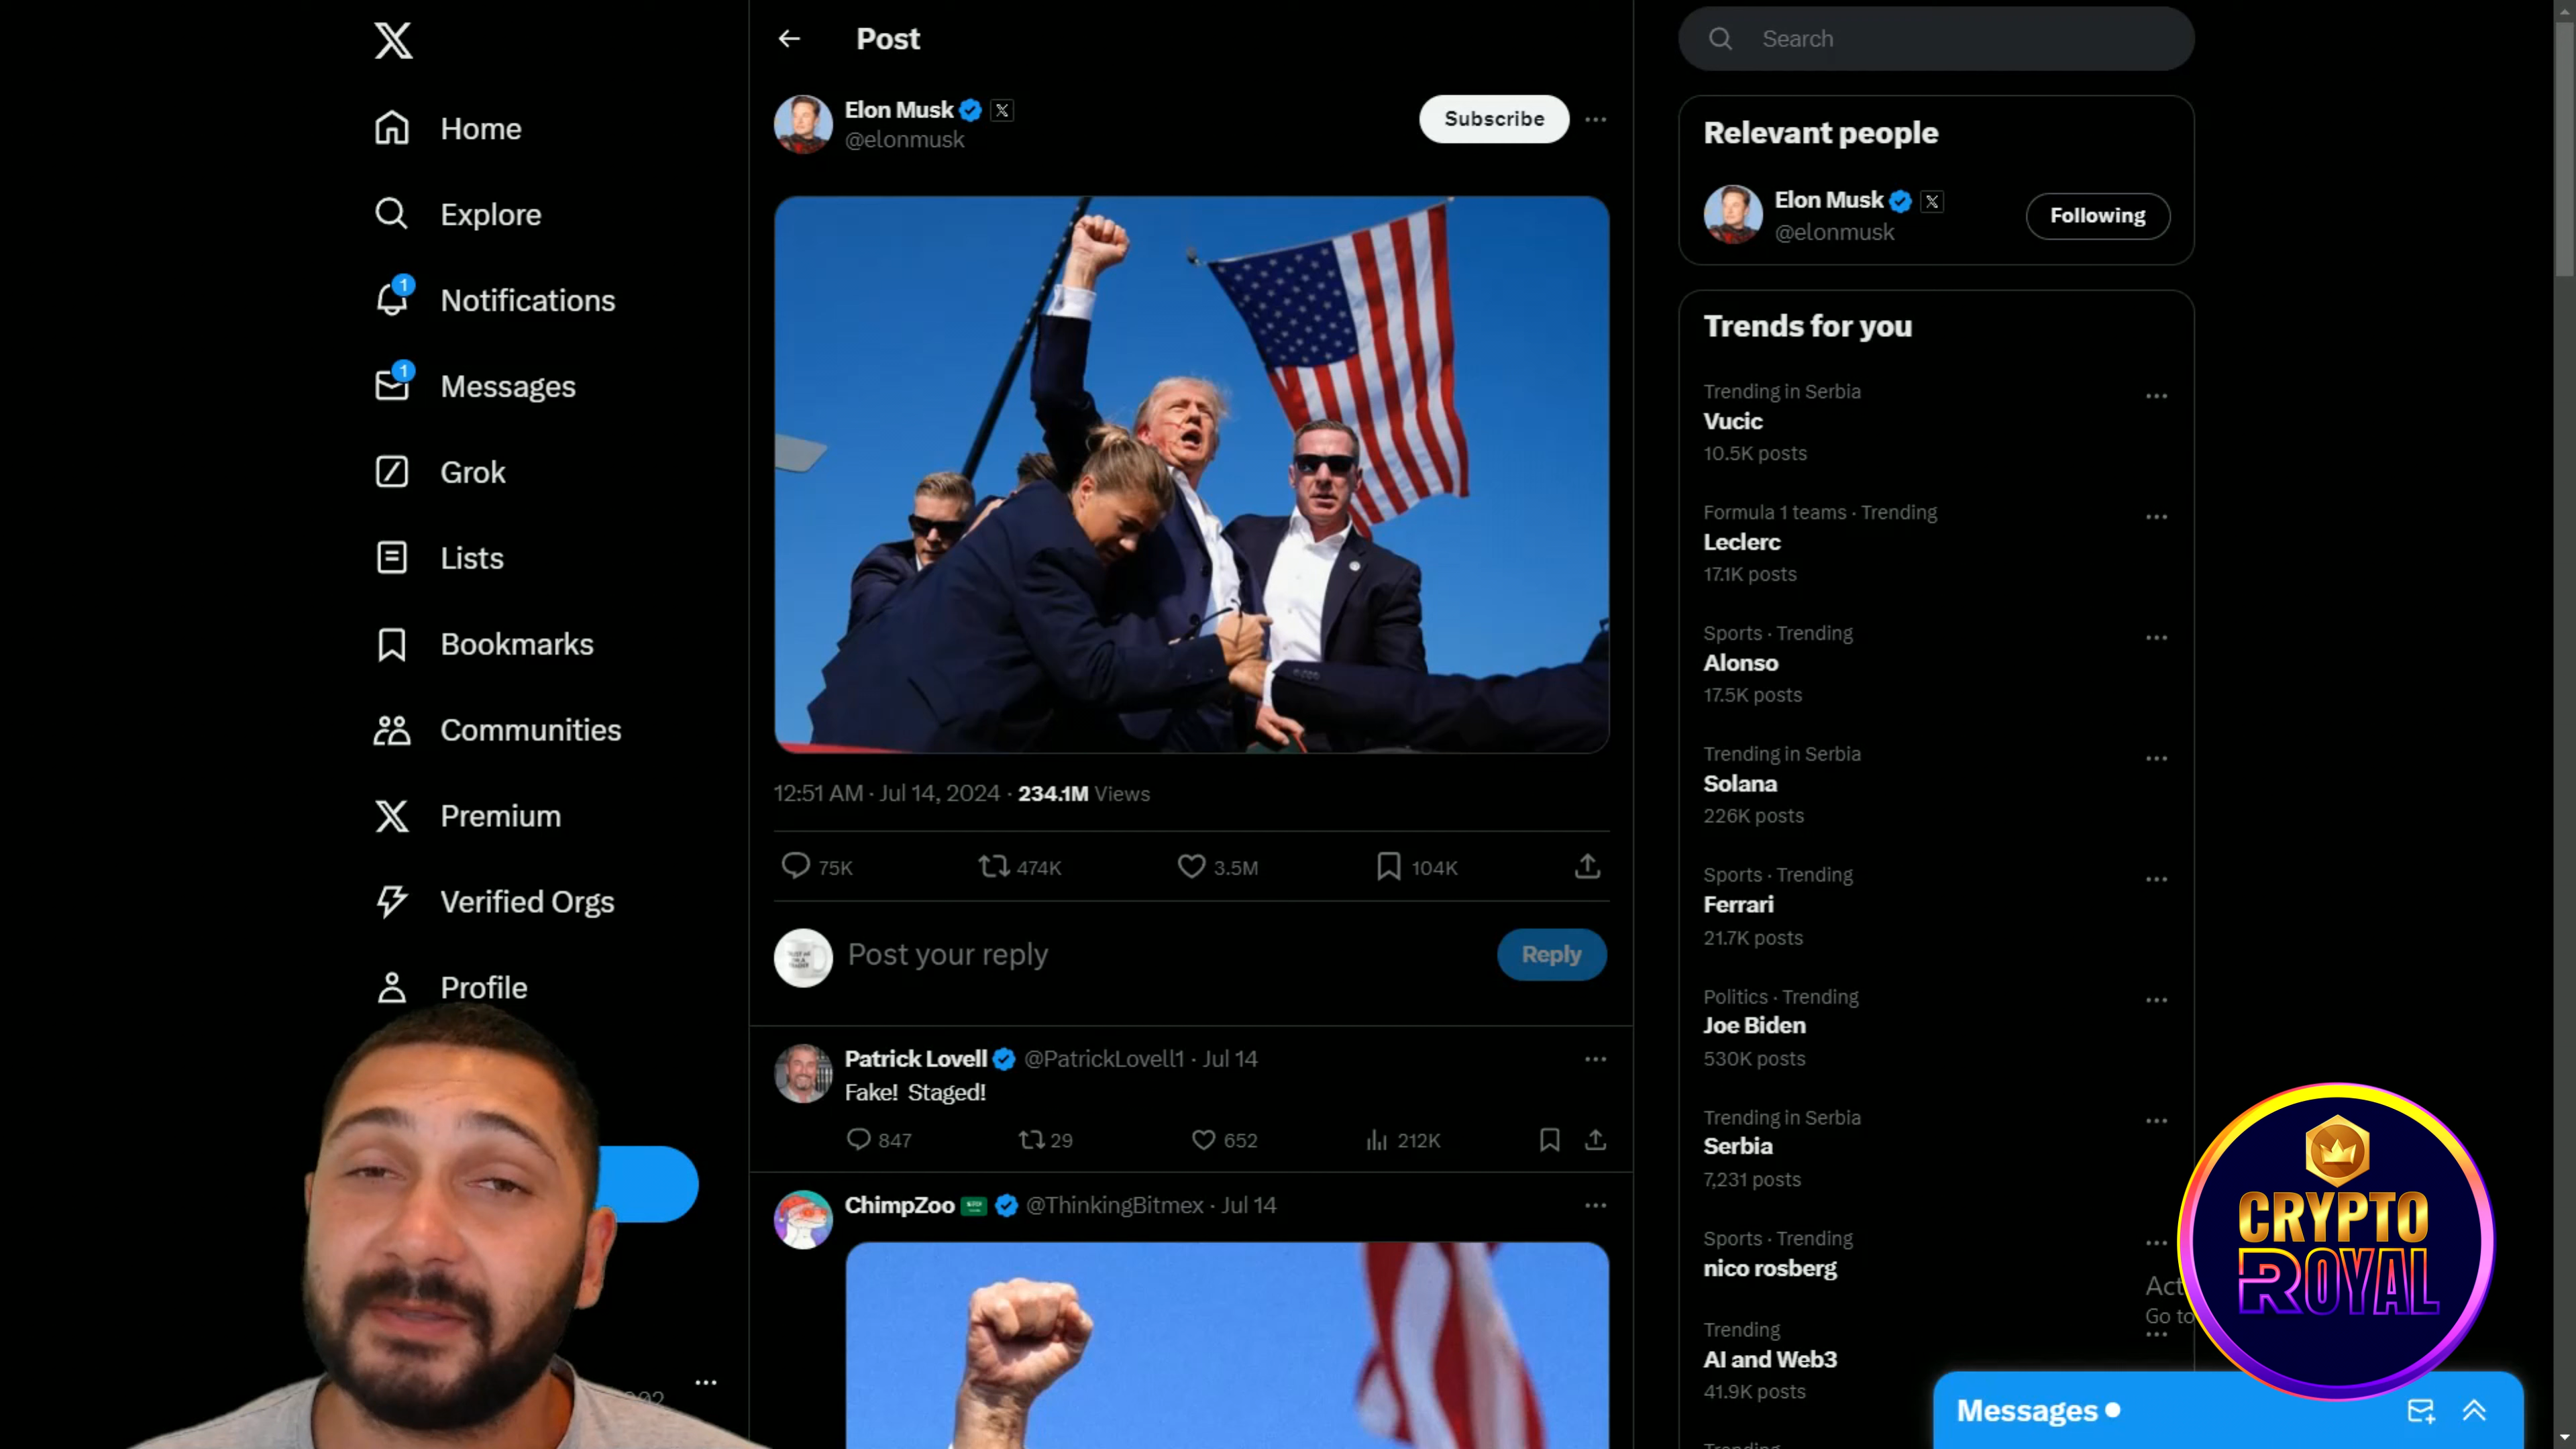 Home
Explore
1
Notifications
1
Messages
Grok
Lists
Bookmarks
Communities
Premium
Verified Orgs
Profile
Post
Elon Musk
@elonmusk
Subscribe
12:51 AM · Jul 14, 2024 · 234.1M Views
75K
474K
3.5M
104K
Post your reply
Reply
Patrick Lovell @PatrickLovell1 · Jul 14
Fake! Staged!
847
29
652
212K
ChimpZoo @ThinkingBitmex · Jul 14
Search
Relevant people
Elon Musk
@elonmusk
Following
Trends for you
Trending in Serbia
Vucic
10.5K posts
Formula 1 teams · Trending
Leclerc
17.1K posts
Sports · Trending
Alonso
17.5K posts
Trending in Serbia
Solana
226K posts
Sports · Trending
Ferrari
21.7K posts
Politics · Trending
Joe Biden
530K posts
Trending in Serbia
Serbia
7,231 posts
Sports · Trending
nico rosberg
Trending
AI and Web3
41.9K posts
Go to
CRYPTO
ROYAL
Messages